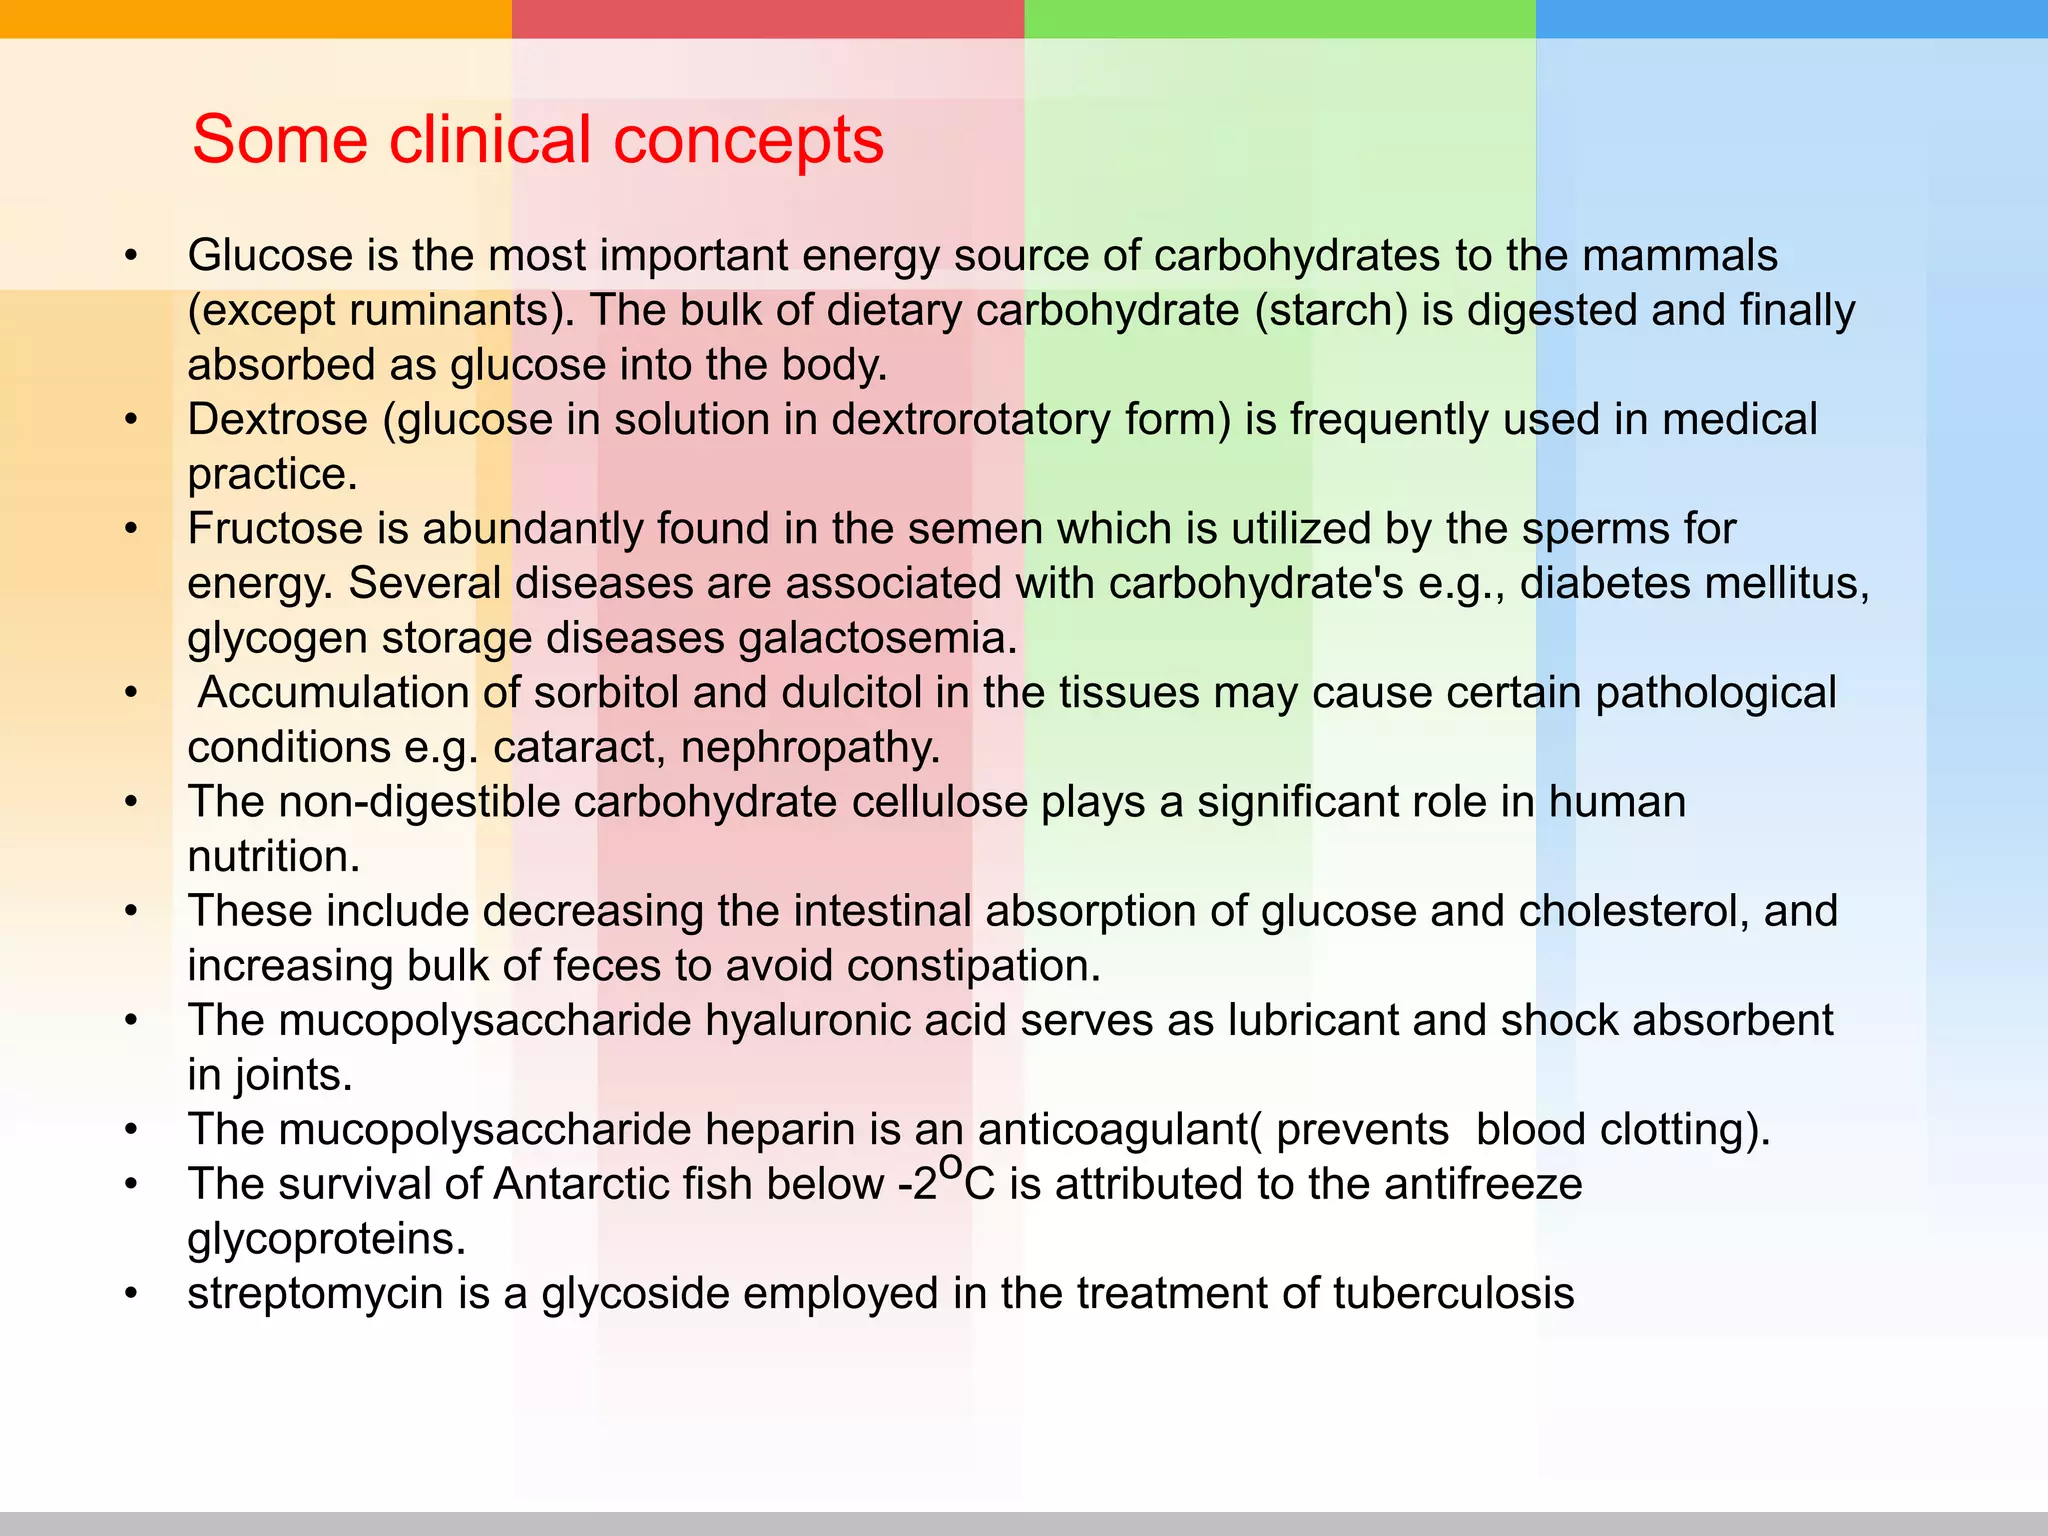 Some clinical concepts
• Glucose is the most important energy source of carbohydrates to the mammals
(except ruminants). The bulk of dietary carbohydrate (starch) is digested and finally
absorbed as glucose into the body.
• Dextrose (glucose in solution in dextrorotatory form) is frequently used in medical
practice.
• Fructose is abundantly found in the semen which is utilized by the sperms for
energy. Several diseases are associated with carbohydrate's e.g., diabetes mellitus,
glycogen storage diseases galactosemia.
• Accumulation of sorbitol and dulcitol in the tissues may cause certain pathological
conditions e.g. cataract, nephropathy.
• The non-digestible carbohydrate cellulose plays a significant role in human
nutrition.
• These include decreasing the intestinal absorption of glucose and cholesterol, and
increasing bulk of feces to avoid constipation.
• The mucopolysaccharide hyaluronic acid serves as lubricant and shock absorbent
in joints.
• The mucopolysaccharide heparin is an anticoagulant( prevents  blood clotting).
• The survival of Antarctic fish below -2ᴼC is attributed to the antifreeze
glycoproteins.
• streptomycin is a glycoside employed in the treatment of tuberculosis